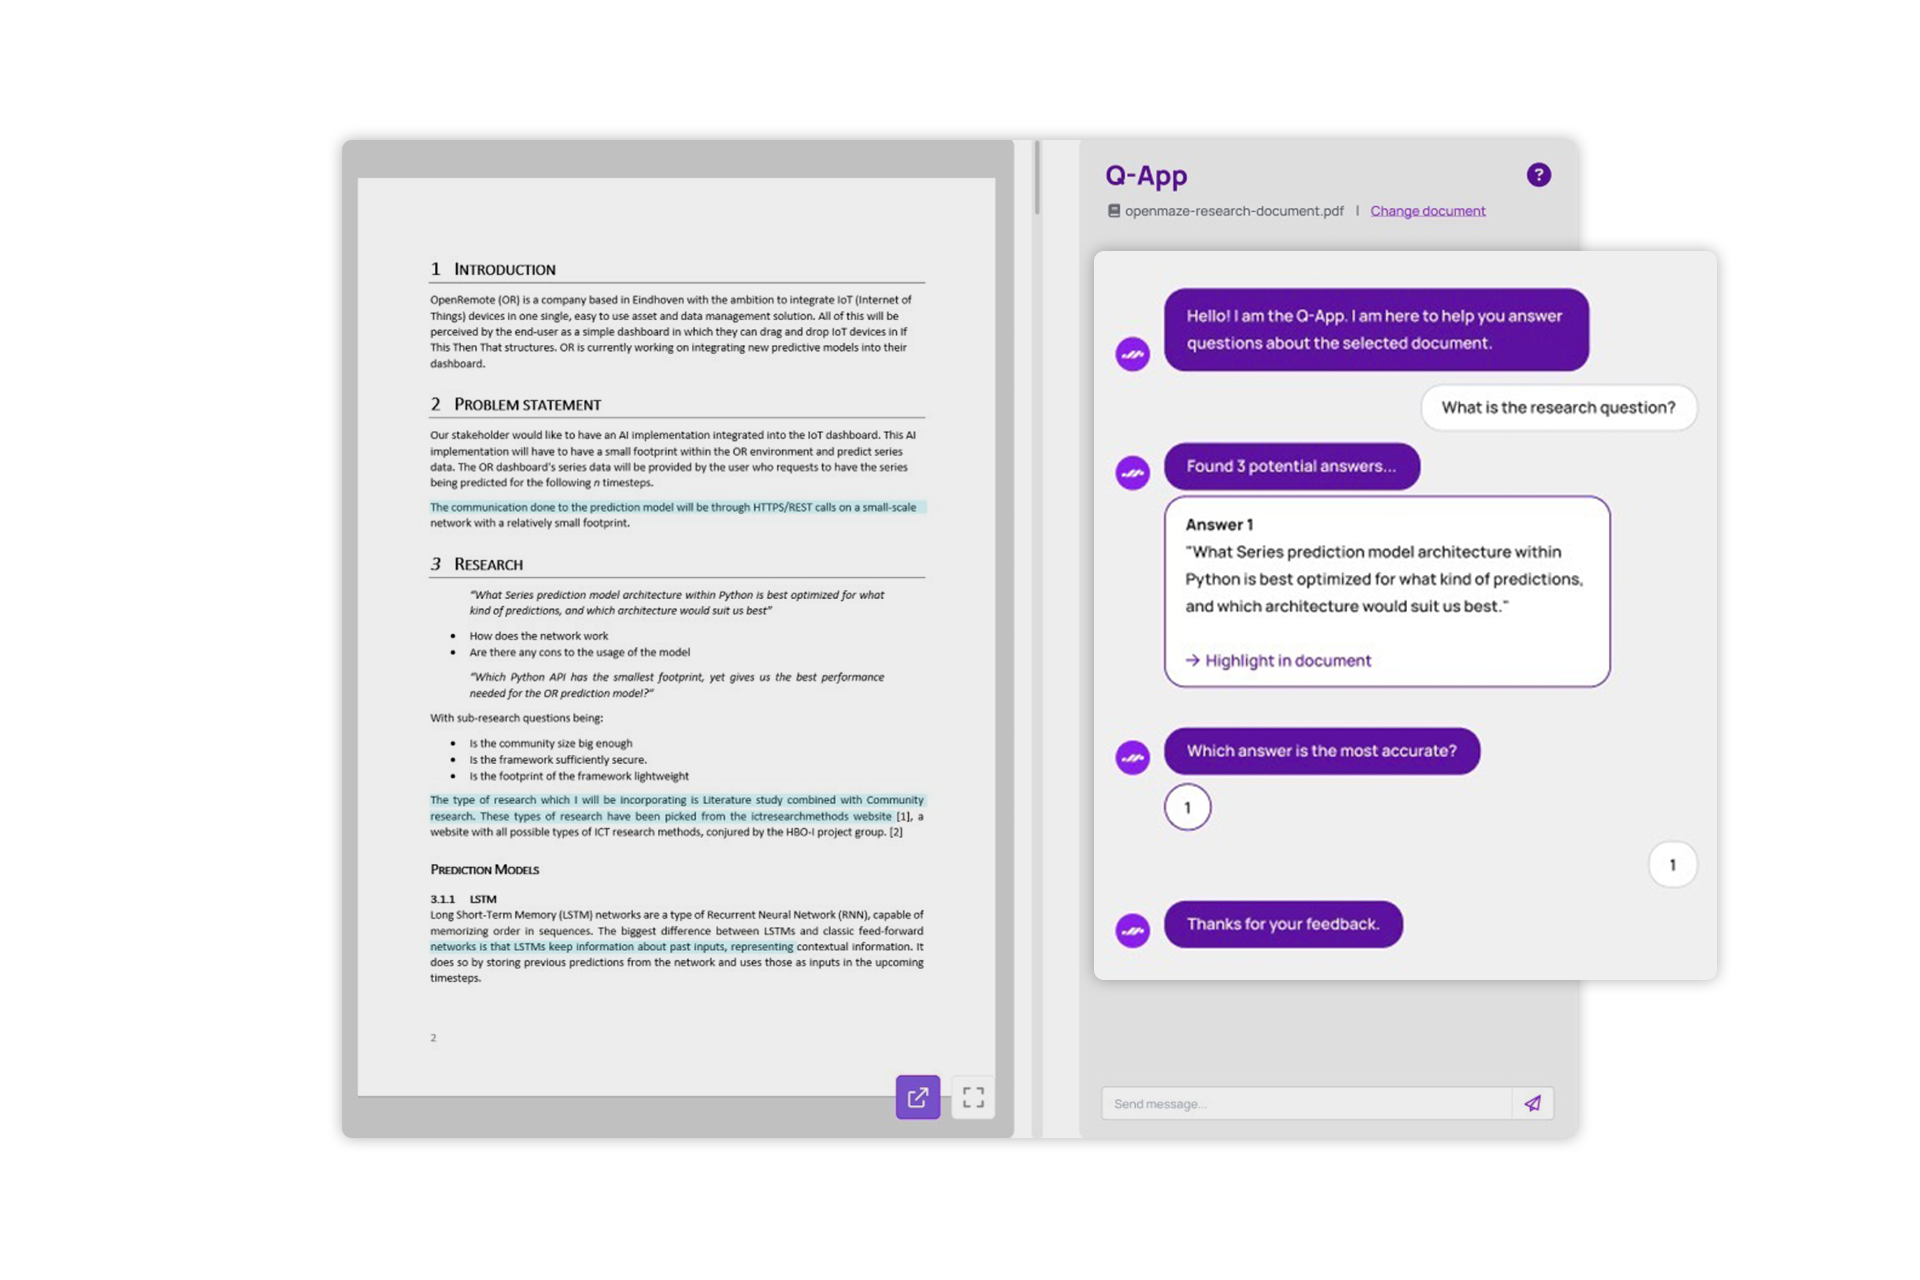 1 INTRODUCTION
OpenRemote (OR) is a company based in Eindhoven with the ambition to integrate IoT (Internet of
Things) devices in one single, easy to use asset and data management solution. All of this will be
perceived by the end-user as a simple dashboard in which they can drag and drop IoT devices in If
This Then That structures. OR is currently working on integrating new predictive models into their
dashboard.
2 PROBLEM STATEMENT
Our stakeholder would like to have an AI implementation integrated into the IoT dashboard. This AI
implementation will have to have a small footprint within the OR environment and predict series
data. The OR dashboard's series data will be provided by the user who requests to have the series
being predicted for the following n timesteps.
The communication done to the prediction model will be through HTTPS/REST calls on a small-scale
network with a relatively small footprint.
3 RESEARCH
"What Series prediction model architecture within Python is best optimized for what
kind of predictions, and which architecture would suit us best"
• How does the network work
• Are there any cons to the usage of the model
"Which Python API has the smallest footprint, yet gives us the best performance
needed for the OR prediction model?"
With sub-research questions being:
• Is the community size big enough
• Is the framework sufficiently secure.
• Is the footprint of the framework lightweight
The type of research which I will be incorporating is Literature study combined with Community
research. These types of research have been picked from the ictresearchmethods website [1], a
website with all possible types of ICT research methods, conjured by the HBO-I project group. [2]
PREDICTION MODELS
3.1.1 LSTM
Long Short-Term Memory (LSTM) networks are a type of Recurrent Neural Network (RNN), capable of
memorizing order in sequences. The biggest difference between LSTMs and classic feed-forward
networks is that LSTMs keep information about past inputs, representing contextual information. It
does so by storing previous predictions from the network and uses those as inputs in the upcoming
timesteps.
2
Q-App
?
openmaze-research-document.pdf | Change document
Hello! I am the Q-App. I am here to help you answer
questions about the selected document.
What is the research question?
Found 3 potential answers...
Answer 1
"What Series prediction model architecture within
Python is best optimized for what kind of predictions,
and which architecture would suit us best."
→ Highlight in document
Which answer is the most accurate?
1
1
Thanks for your feedback.
Send message...